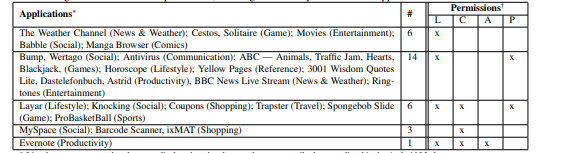 Applications* # Permissions†
L C A P
The Weather Channel (News & Weather); Cestos, Solitaire (Game); Movies (Entertainment); 6 x
Babble (Social); Manga Browser (Comics)
Bump, Wertago (Social); Antivirus (Communication); ABC — Animals, Traffic Jam, Hearts, 14 x x
Blackjack, (Games); Horoscope (Lifestyle); Yellow Pages (Reference); 3001 Wisdom Quotes
Lite, Dastelefonbuch, Astrid (Productivity), BBC News Live Stream (News & Weather); Ring-
tones (Entertainment)
Layar (Lifestyle); Knocking (Social); Coupons (Shopping); Trapster (Travel); Spongebob Slide 6 x x x
(Game); ProBasketBall (Sports)
MySpace (Social); Barcode Scanner, ixMAT (Shopping) 3 x
Evernote (Productivity) 1 x x x